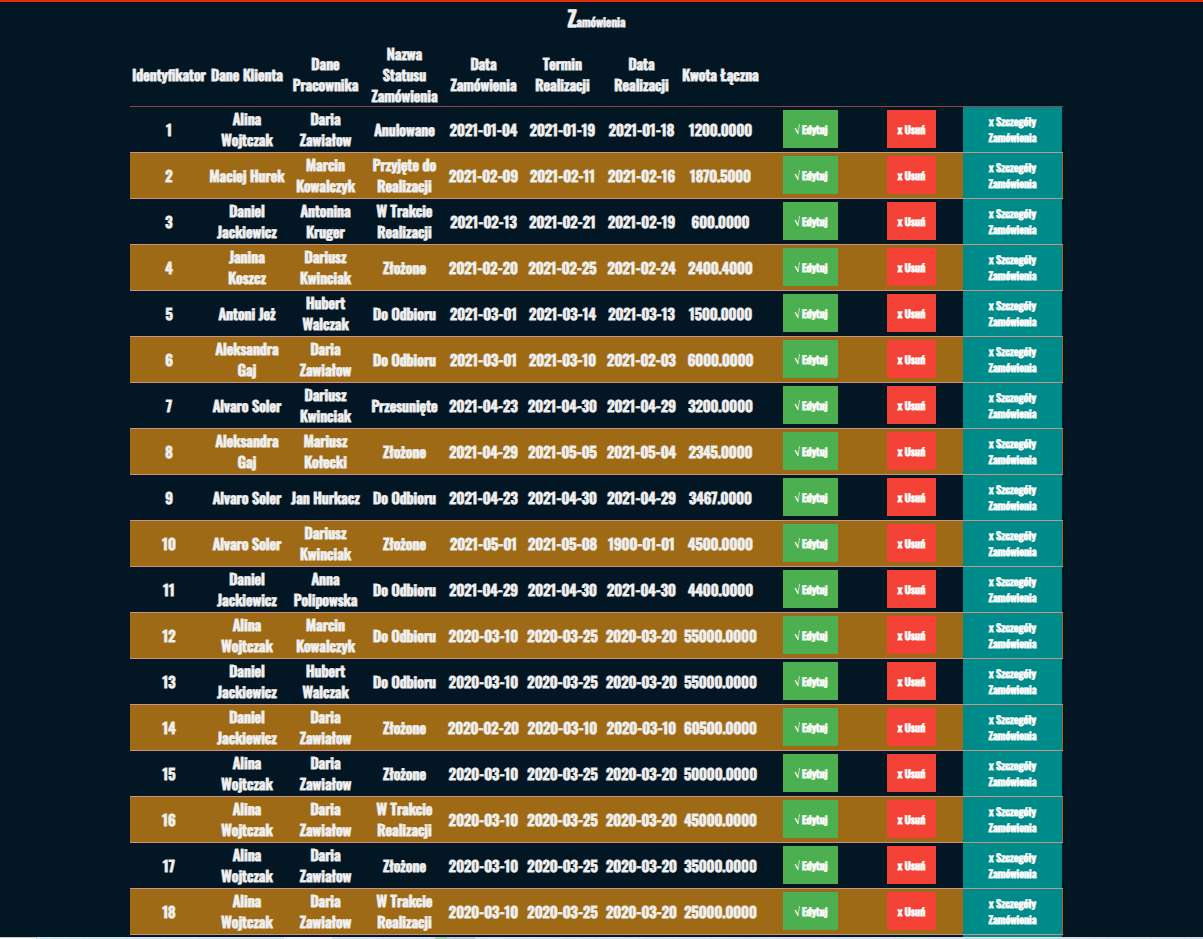 Zamówienia
Identyfikator Dane Klienta Dane Pracownika Nazwa Statusu Zamówienia Data Zamówienia Termin Realizacji Data Realizacji Kwota Łączna
1 Alina Wojtczak Daria Zawiałow Anulowane 2021-01-04 2021-01-19 2021-01-18 1200.0000 √ Edytuj x Usuń x Szczegóły Zamówienia
2 Maciej Hurek Marcin Kowalczyk Przyjęte do Realizacji 2021-02-09 2021-02-11 2021-02-16 1870.5000 √ Edytuj x Usuń x Szczegóły Zamówienia
3 Daniel Jackiewicz Antonina Kruger W Trakcie Realizacji 2021-02-13 2021-02-21 2021-02-19 600.0000 √ Edytuj x Usuń x Szczegóły Zamówienia
4 Janina Koszcz Dariusz Kwinciak Złożone 2021-02-20 2021-02-25 2021-02-24 2400.4000 √ Edytuj x Usuń x Szczegóły Zamówienia
5 Antoni Jeż Hubert Walczak Do Odbioru 2021-03-01 2021-03-14 2021-03-13 1500.0000 √ Edytuj x Usuń x Szczegóły Zamówienia
6 Aleksandra Gaj Daria Zawiałow Do Odbioru 2021-03-01 2021-03-10 2021-02-03 6000.0000 √ Edytuj x Usuń x Szczegóły Zamówienia
7 Alvaro Soler Dariusz Kwinciak Przesunięte 2021-04-23 2021-04-30 2021-04-29 3200.0000 √ Edytuj x Usuń x Szczegóły Zamówienia
8 Aleksandra Gaj Mariusz Kołecki Złożone 2021-04-29 2021-05-05 2021-05-04 2345.0000 √ Edytuj x Usuń x Szczegóły Zamówienia
9 Alvaro Soler Jan Hurkacz Do Odbioru 2021-04-23 2021-04-30 2021-04-29 3467.0000 √ Edytuj x Usuń x Szczegóły Zamówienia
10 Alvaro Soler Dariusz Kwinciak Złożone 2021-05-01 2021-05-08 1900-01-01 4500.0000 √ Edytuj x Usuń x Szczegóły Zamówienia
11 Daniel Jackiewicz Anna Polipowska Do Odbioru 2021-04-29 2021-04-30 2021-04-30 4400.0000 √ Edytuj x Usuń x Szczegóły Zamówienia
12 Alina Wojtczak Marcin Kowalczyk Do Odbioru 2020-03-10 2020-03-25 2020-03-20 55000.0000 √ Edytuj x Usuń x Szczegóły Zamówienia
13 Daniel Jackiewicz Hubert Walczak Do Odbioru 2020-03-10 2020-03-25 2020-03-20 55000.0000 √ Edytuj x Usuń x Szczegóły Zamówienia
14 Daniel Jackiewicz Daria Zawiałow Złożone 2020-02-20 2020-03-10 2020-03-10 60500.0000 √ Edytuj x Usuń x Szczegóły Zamówienia
15 Alina Wojtczak Daria Zawiałow Złożone 2020-03-10 2020-03-25 2020-03-20 50000.0000 √ Edytuj x Usuń x Szczegóły Zamówienia
16 Alina Wojtczak Daria Zawiałow W Trakcie Realizacji 2020-03-10 2020-03-25 2020-03-20 45000.0000 √ Edytuj x Usuń x Szczegóły Zamówienia
17 Alina Wojtczak Daria Zawiałow Złożone 2020-03-10 2020-03-25 2020-03-20 35000.0000 √ Edytuj x Usuń x Szczegóły Zamówienia
18 Alina Wojtczak Daria Zawiałow W Trakcie Realizacji 2020-03-10 2020-03-25 2020-03-20 25000.0000 √ Edytuj x Usuń x Szczegóły Zamówienia